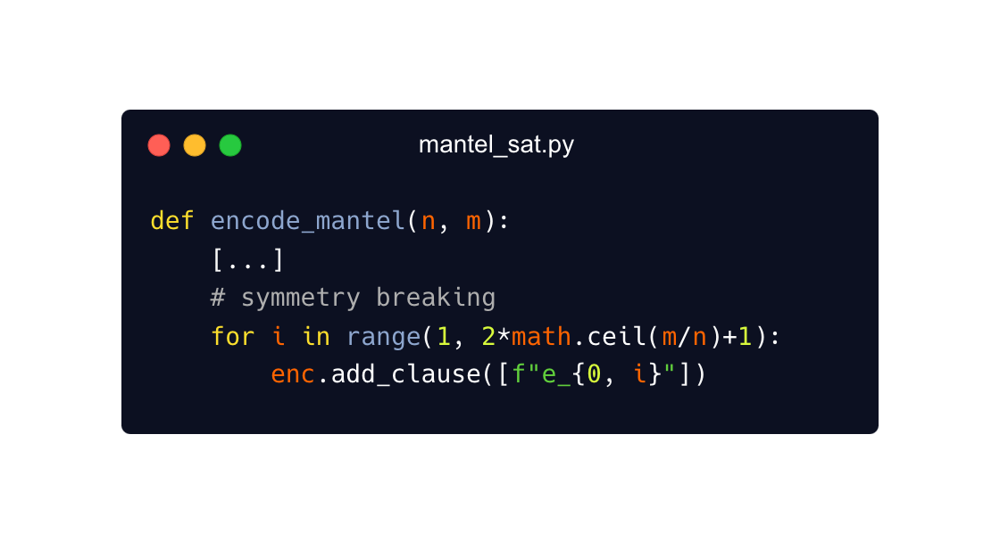 mantel_sat.py
def encode_mantel(n, m):
    [...]
    # symmetry breaking
    for i in range(1, 2*math.ceil(m/n)+1):
        enc.add_clause([f"e_{0, i}"])